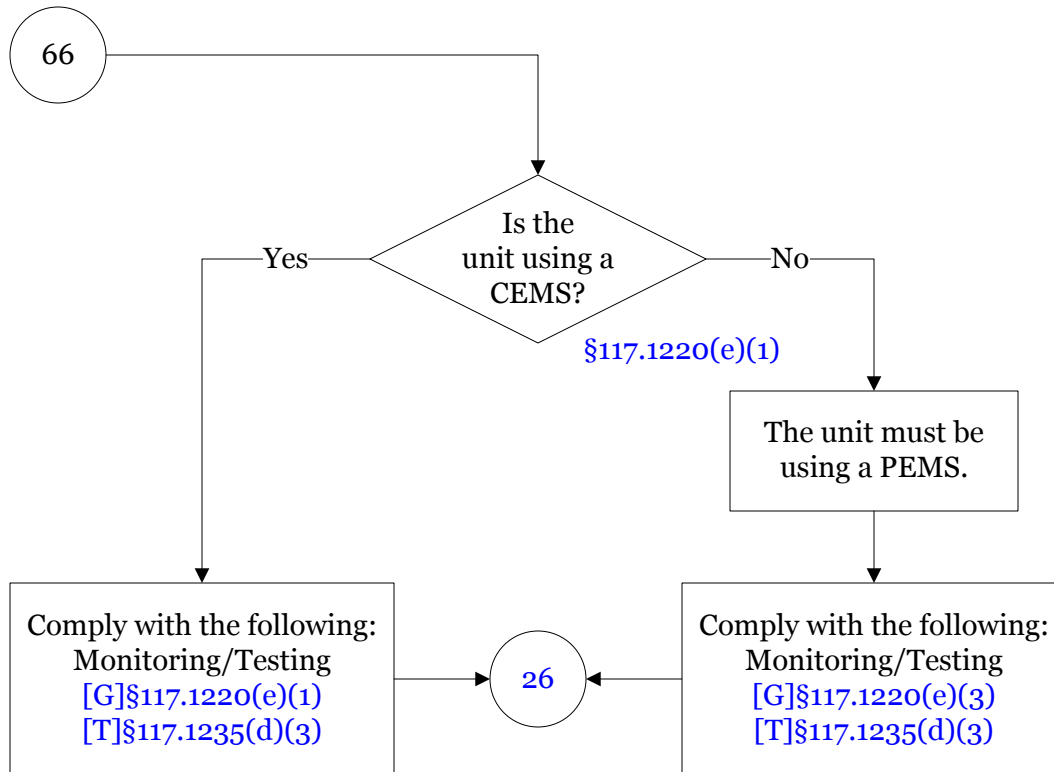 66
Is the
unit using a
CEMS?
Yes
No
§117.1220(e)(1)
The unit must be
using a PEMS.
Comply with the following:
Monitoring/Testing
[G]§117.1220(e)(1)
[T]§117.1235(d)(3)
26
Comply with the following:
Monitoring/Testing
[G]§117.1220(e)(3)
[T]§117.1235(d)(3)